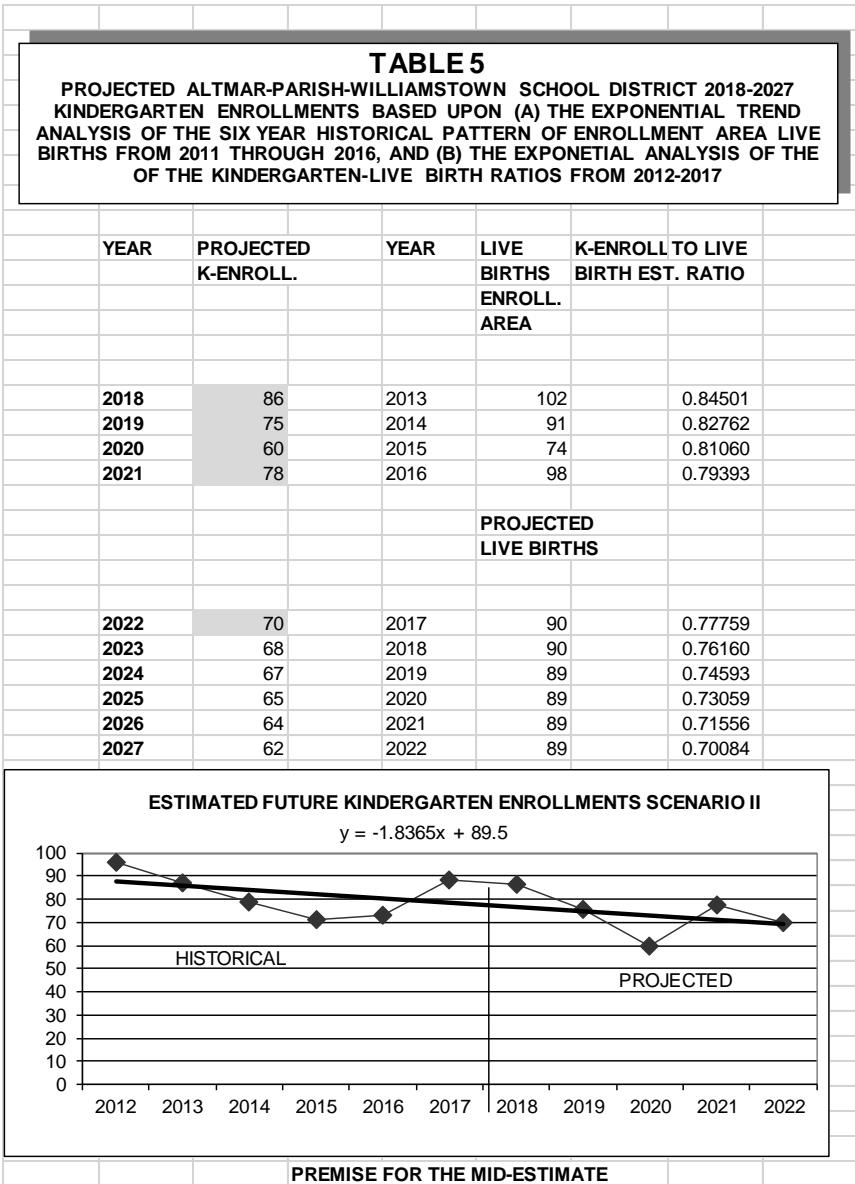 TABLE 5
PROJECTED ALTMAR-PARISH-WILLIAMSTOWN SCHOOL DISTRICT 2018-2027
KINDERGARTEN ENROLLMENTS BASED UPON (A) THE EXPONENTIAL TREND
ANALYSIS OF THE SIX YEAR HISTORICAL PATTERN OF ENROLLMENT AREA LIVE
BIRTHS FROM 2011 THROUGH 2016, AND (B) THE EXPONETIAL ANALYSIS OF THE
OF THE KINDERGARTEN-LIVE BIRTH RATIOS FROM 2012-2017
YEAR PROJECTED YEAR LIVE K-ENROLL TO LIVE
K-ENROLL. BIRTHS BIRTH EST. RATIO
ENROLL.
AREA
2018 86 2013 102 0.84501
2019 75 2014 91 0.82762
2020 60 2015 74 0.81060
2021 78 2016 98 0.79393
PROJECTED
LIVE BIRTHS
2022 70 2017 90 0.77759
2023 68 2018 90 0.76160
2024 67 2019 89 0.74593
2025 65 2020 89 0.73059
2026 64 2021 89 0.71556
2027 62 2022 89 0.70084
ESTIMATED FUTURE KINDERGARTEN ENROLLMENTS SCENARIO II
y = -1.8365x + 89.5
100
90
80
70
60
50
40
30
20
10
0
HISTORICAL
PROJECTED
2012 2013 2014 2015 2016 2017 2018 2019 2020 2021 2022
PREMISE FOR THE MID-ESTIMATE